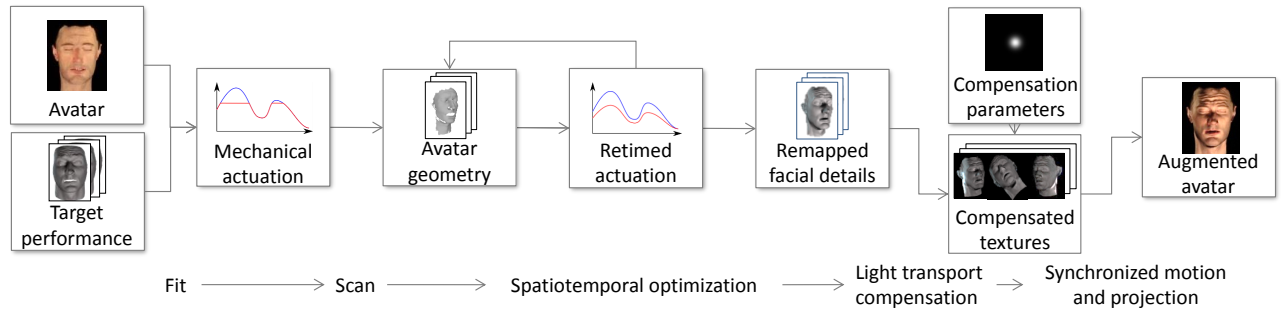 Avatar
Target
performance
Mechanical
actuation
Avatar
geometry
Retimed
actuation
Remapped
facial details
Compensation
parameters
Compensated
textures
Augmented
avatar
Fit
Scan
Spatiotemporal optimization
Light transport
compensation
Synchronized motion
and projection